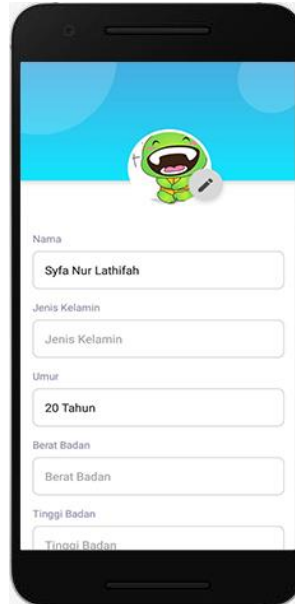 Nama
Syfa Nur Lathifah
Jenis Kelamin
Jenis Kelamin
Umur
20 Tahun
Berat Badan
Berat Badan
Tinggi Badan
Tinggi Badan